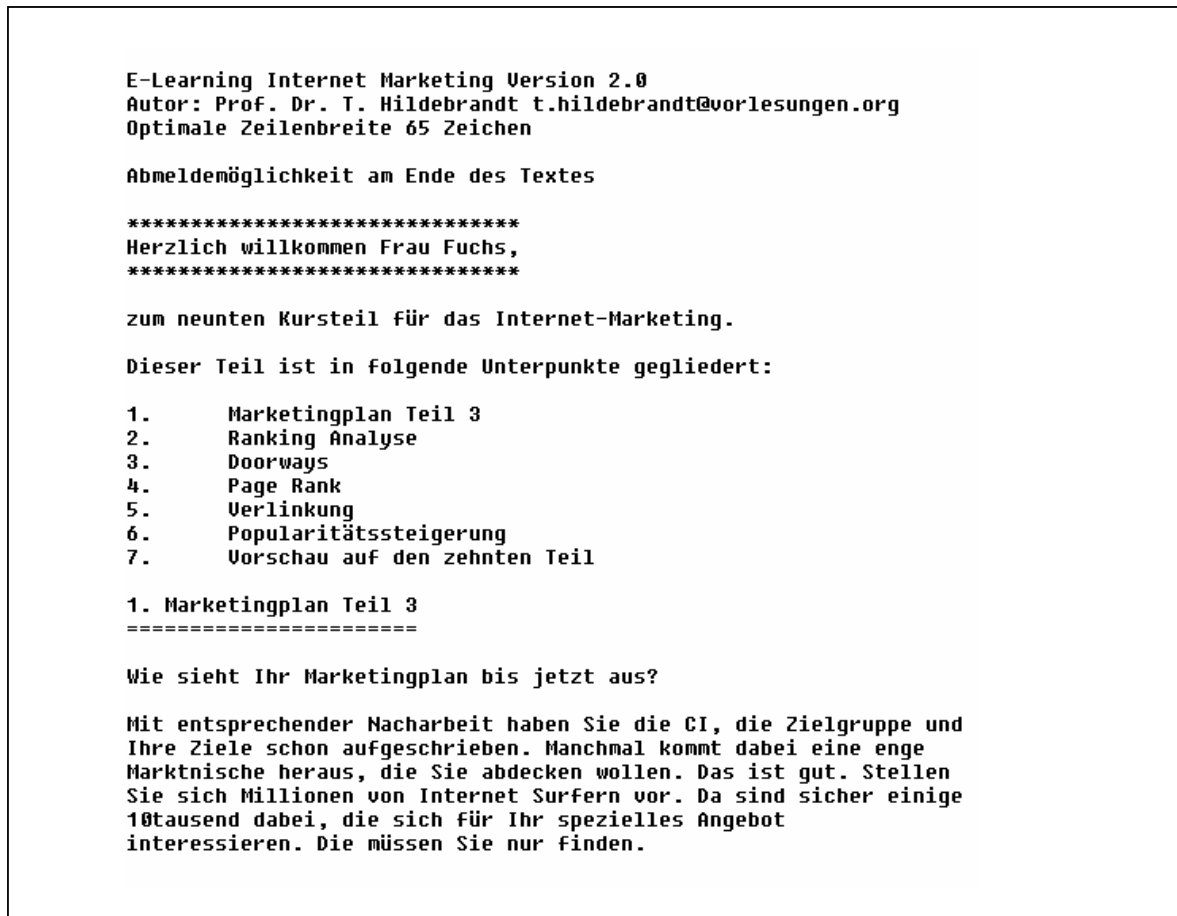 E-Learning Internet Marketing Version 2.0
Autor: Prof. Dr. T. Hildebrandt t.hildebrandt@vorlesungen.org
Optimale Zeilenbreite 65 Zeichen
Abmeldemöglichkeit am Ende des Textes
*******************************
Herzlich willkommen Frau Fuchs,
*******************************
zum neunten Kursteil für das Internet-Marketing.
Dieser Teil ist in folgende Unterpunkte gegliedert:
1. Marketingplan Teil 3
2. Ranking Analyse
3. Doorways
4. Page Rank
5. Verlinkung
6. Popularitätssteigerung
7. Vorschau auf den zehnten Teil
1. Marketingplan Teil 3
=======================
Wie sieht Ihr Marketingplan bis jetzt aus?
Mit entsprechender Nacharbeit haben Sie die CI, die Zielgruppe und
Ihre Ziele schon aufgeschrieben. Manchmal kommt dabei eine enge
Marktnische heraus, die Sie abdecken wollen. Das ist gut. Stellen
Sie sich Millionen von Internet Surfern vor. Da sind sicher einige
10tausend dabei, die sich für Ihr spezielles Angebot
interessieren. Die müssen Sie nur finden.